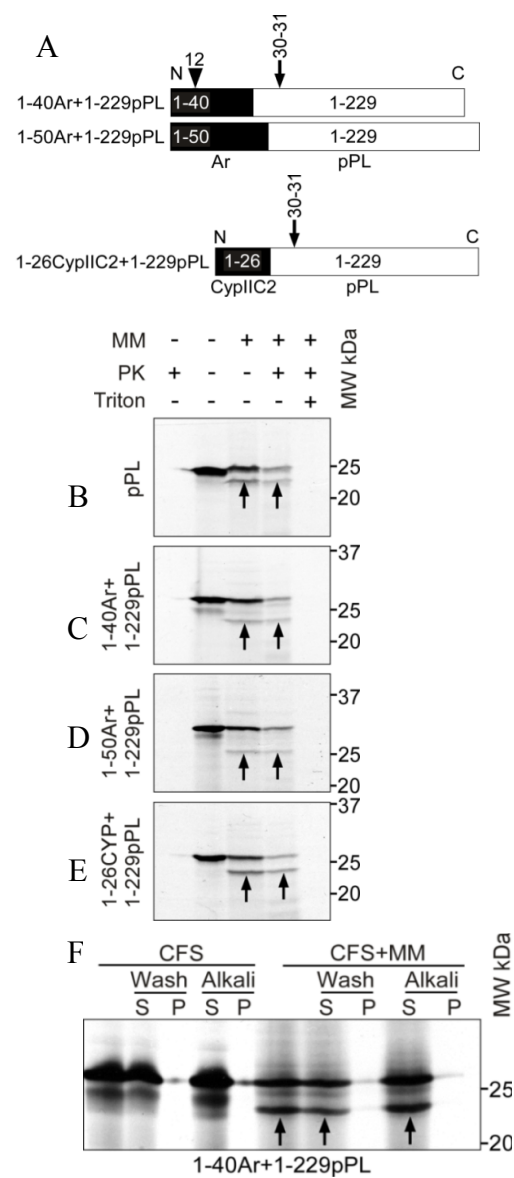 A
12
30-31
N
C
1-40Ar+1-229pPL
1-40
1-229
1-50Ar+1-229pPL
1-50
1-229
Ar
pPL
30-31
N
C
1-26CypIIC2+1-229pPL
1-26
1-229
CypIIC2
pPL
MM - - + + +
PK + - - + +
Triton - - - - +
MW kDa
B
pPL
25
20
C
1-40Ar+
1-229pPL
37
25
20
D
1-50Ar+
1-229pPL
37
25
20
E
1-26CYP+
1-229pPL
37
25
20
F
CFS
CFS+MM
Wash Alkali Wash Alkali
S P S P S P S P
MW kDa
25
20
1-40Ar+1-229pPL